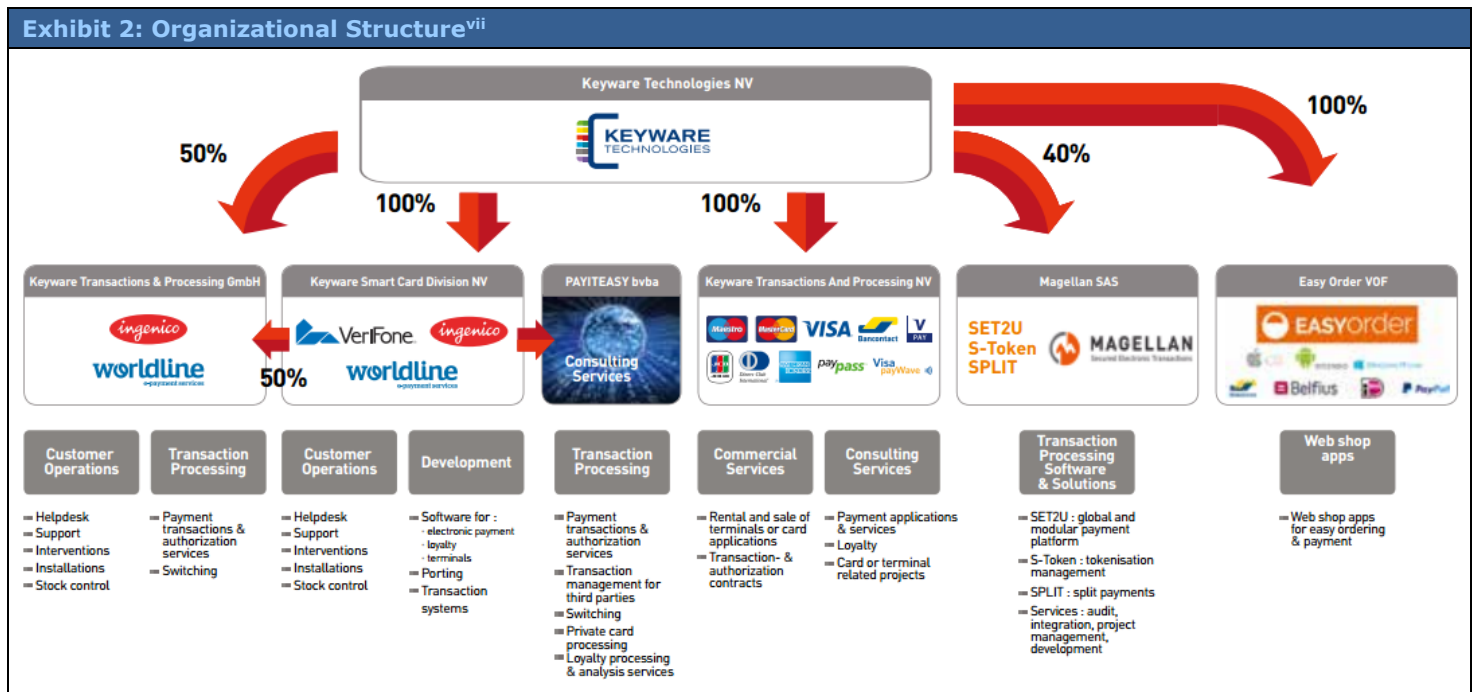 Exhibit 2: Organizational Structurevii
Keyware Technologies NV
KEYWARE
TECHNOLOGIES
50%
100%
100%
40%
100%
Keyware Transactions & Processing GmbH
ingenico
worldline
e-payment services
50%
Keyware Smart Card Division NV
VeriFone
ingenico
worldline
e-payment services
PAYITEASY bvba
Consulting
Services
Keyware Transactions And Processing NV
Maestro
MasterCard
VISA
Bancontact
V
PAY
JCB
Diners Club
International
AMERICAN
EXPRESS
paypass
Visa
payWave
Magellan SAS
SET2U
S-Token
SPLIT
MAGELLAN
Secured Electronic Transactions
Easy Order VOF
EASYorder
Belfius
PayPal
Customer
Operations
Helpdesk
Support
Interventions
Installations
Stock control
Transaction
Processing
Payment
transactions &
authorization
services
Switching
Customer
Operations
Helpdesk
Support
Interventions
Installations
Stock control
Development
Software for :
· electronic payment
· loyalty
· terminals
Porting
Transaction
systems
Transaction
Processing
Payment
transactions &
authorization
services
Transaction
management for
third parties
Switching
Private card
processing
Loyalty processing
& analysis services
Commercial
Services
Rental and sale of
terminals or card
applications
Transaction- &
authorization
contracts
Consulting
Services
Payment applications
& services
Loyalty
Card or terminal
related projects
Transaction
Processing
Software
& Solutions
SET2U : global and
modular payment
platform
S-Token : tokenisation
management
SPLIT : split payments
Services : audit,
integration, project
management,
development
Web shop
apps
Web shop apps
for easy ordering
& payment